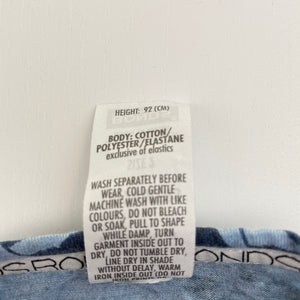 HEIGHT: 92 (CM)
BODY: COTTON/
POLYESTER/ELASTANE
exclusive of elastics
WASH SEPARATELY BEFORE
WEAR, COLD GENTLE
MACHINE WASH WITH LIKE
COLOURS, DO NOT BLEACH
OR SOAK, PULL TO SHAPE
WHILE DAMP, TURN
GARMENT INSIDE OUT TO
DRY, DO NOT TUMBLE DRY,
LINE DRY IN SHADE
WITHOUT DELAY, WARM
IRON INSIDE OUT (DO NOT
SBON
ONDS